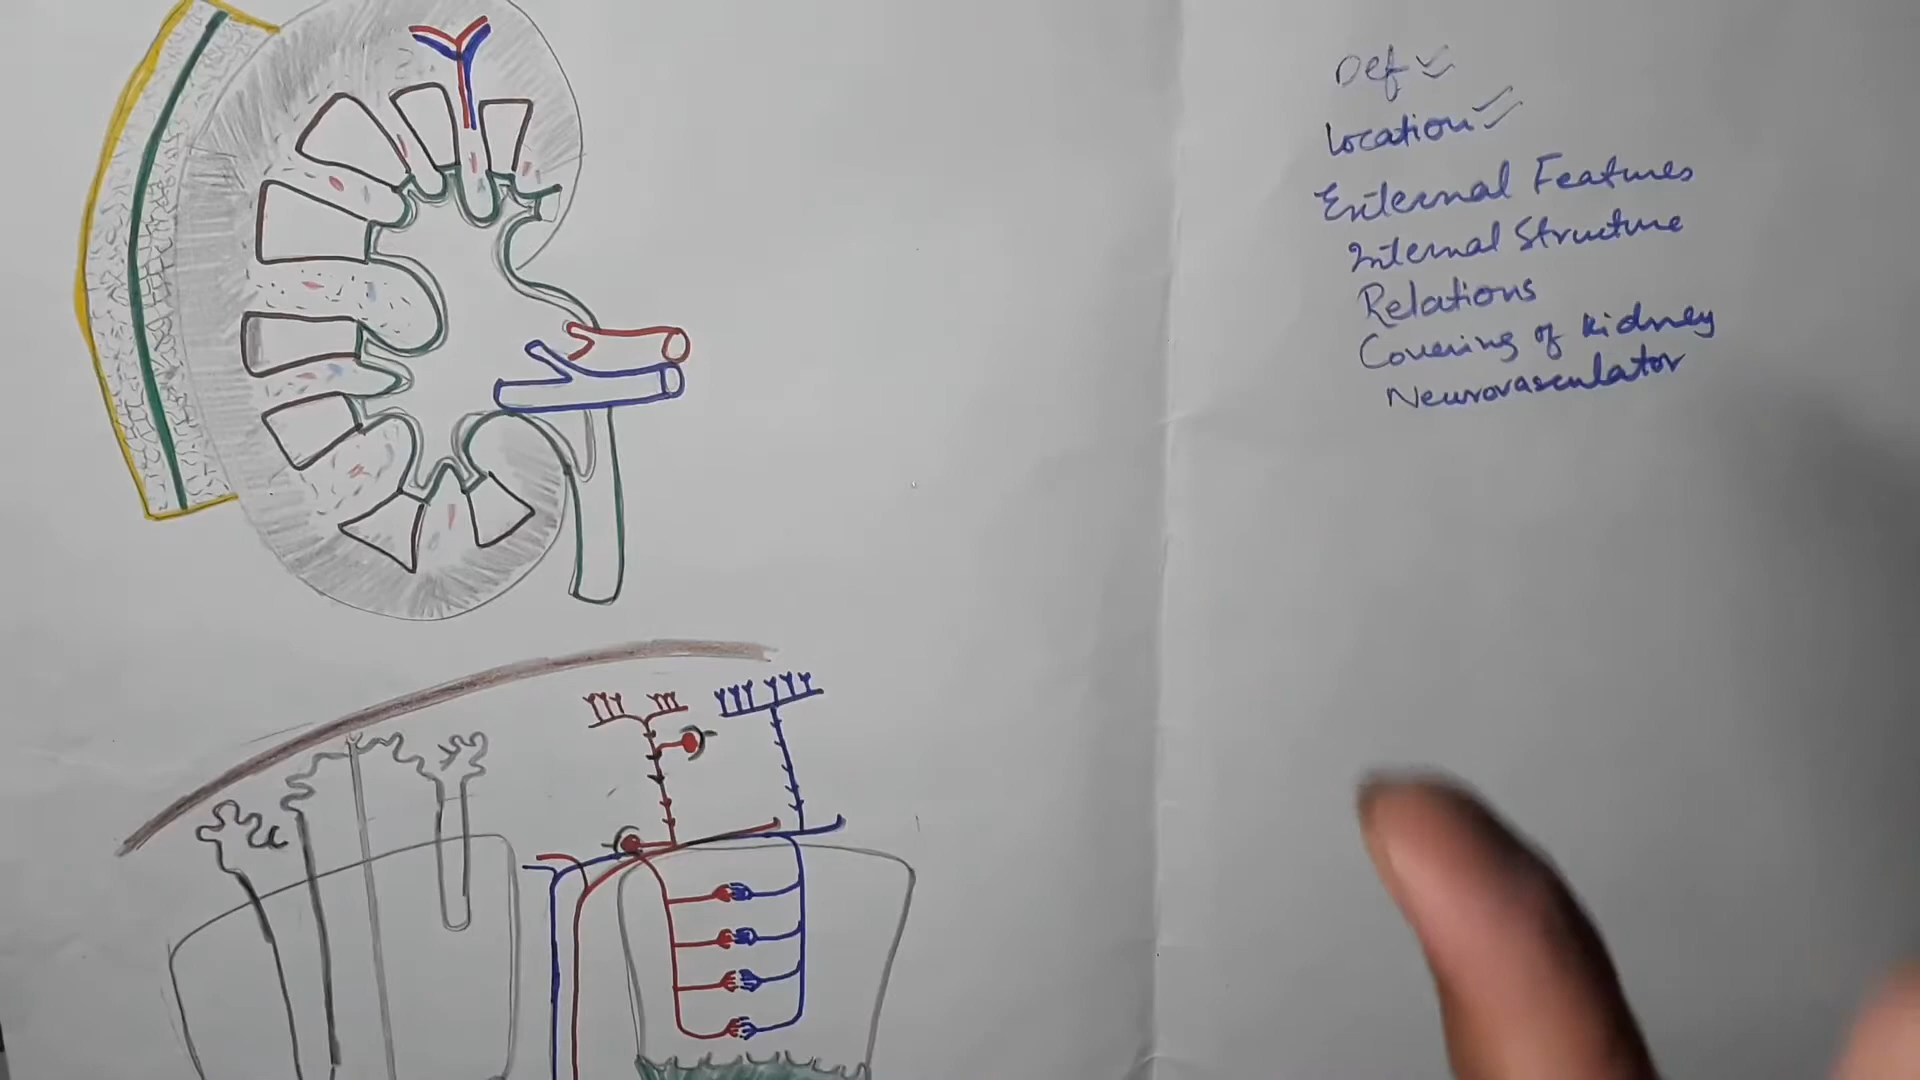 Def
Location
External Features
Internal Structure
Relations
Covering of kidney
Neurovasculator